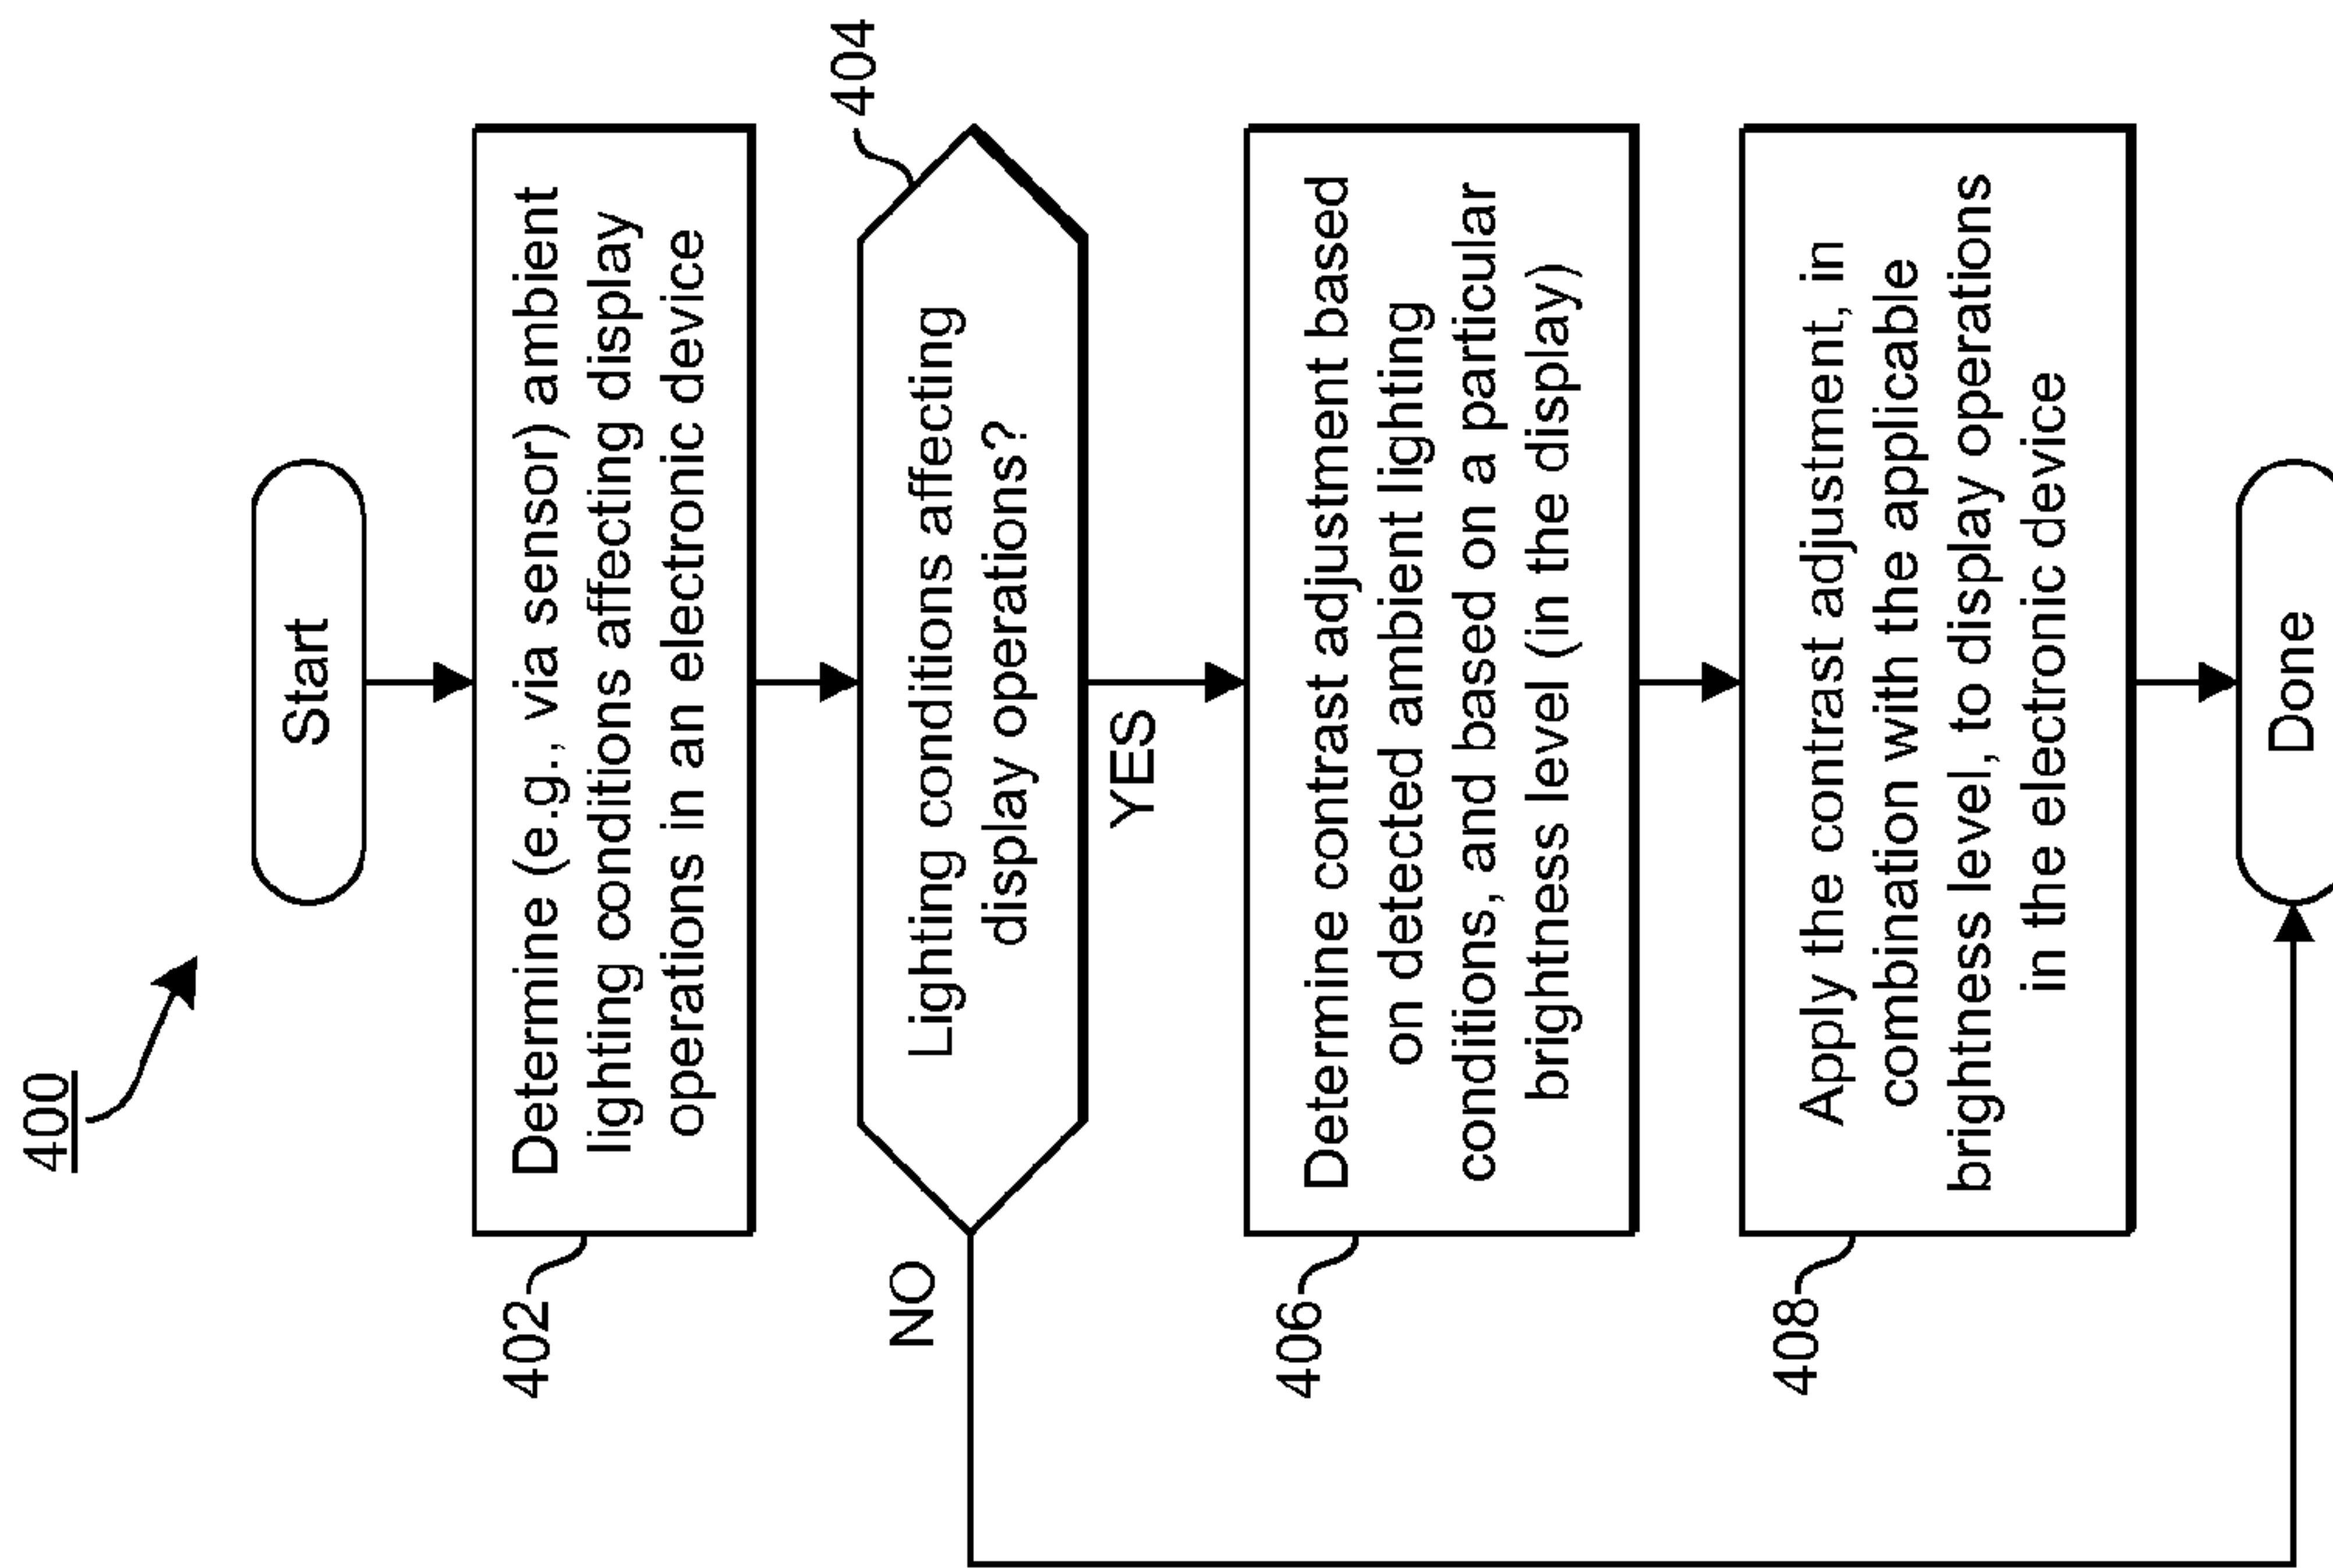 400
Start
402
Determine (e.g., via sensor) ambient
lighting conditions affecting display
operations in an electronic device
404
Lighting conditions affecting
display operations?
NO
YES
406
Determine contrast adjustment based
on detected ambient lighting
conditions, and based on a particular
brightness level (in the display)
408
Apply the contrast adjustment, in
combination with the applicable
brightness level, to display operations
in the electronic device
Done